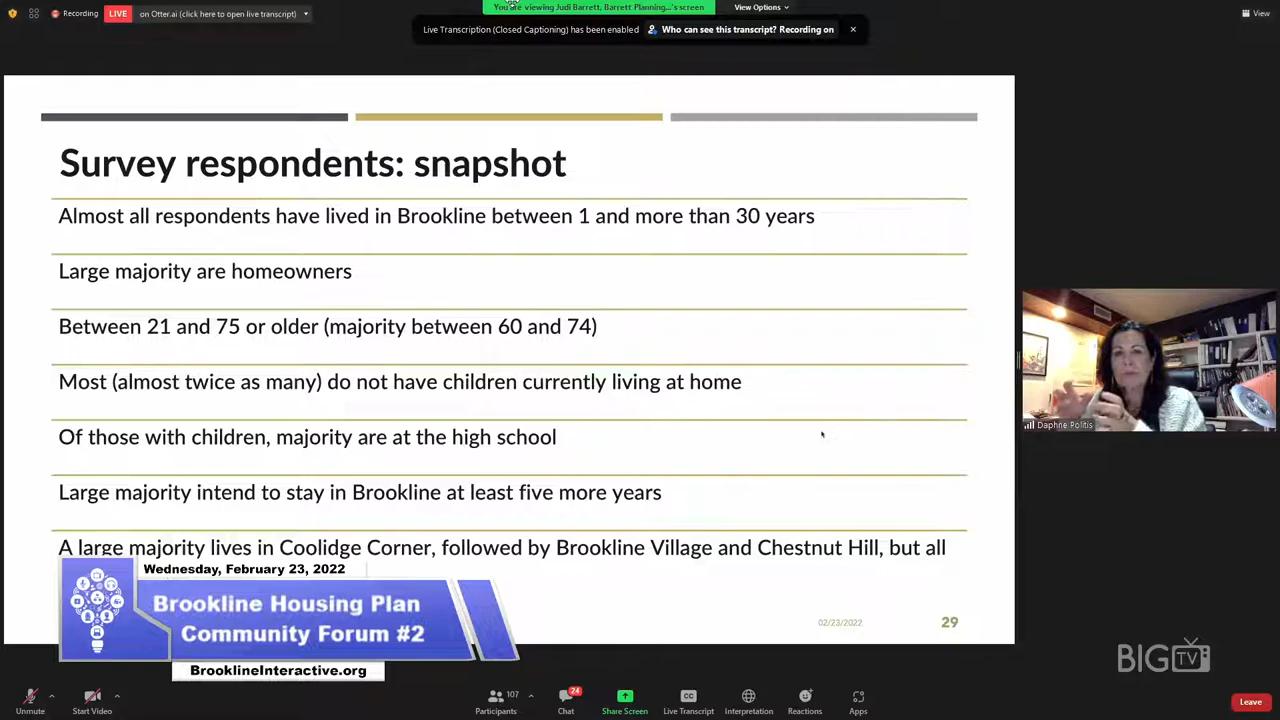 Recording
LIVE
on Otter.ai (click here to open live transcript)
You are viewing Judi Barrett, Barrett Planning...'s screen
View Options
View
Live Transcription (Closed Captioning) has been enabled
Who can see this transcript? Recording on
Survey respondents: snapshot
Almost all respondents have lived in Brookline between 1 and more than 30 years
Large majority are homeowners
Between 21 and 75 or older (majority between 60 and 74)
Most (almost twice as many) do not have children currently living at home
Of those with children, majority are at the high school
Large majority intend to stay in Brookline at least five more years
A large majority lives in Coolidge Corner, followed by Brookline Village and Chestnut Hill, but all
Daphne Politis
Wednesday, February 23, 2022
Brookline Housing Plan
Community Forum #2
BrooklineInteractive.org
02/23/2022
29
BIG TV
Unmute
Start Video
107
Participants
24
Chat
Share Screen
CC
Live Transcript
Interpretation
Reactions
Apps
Leave